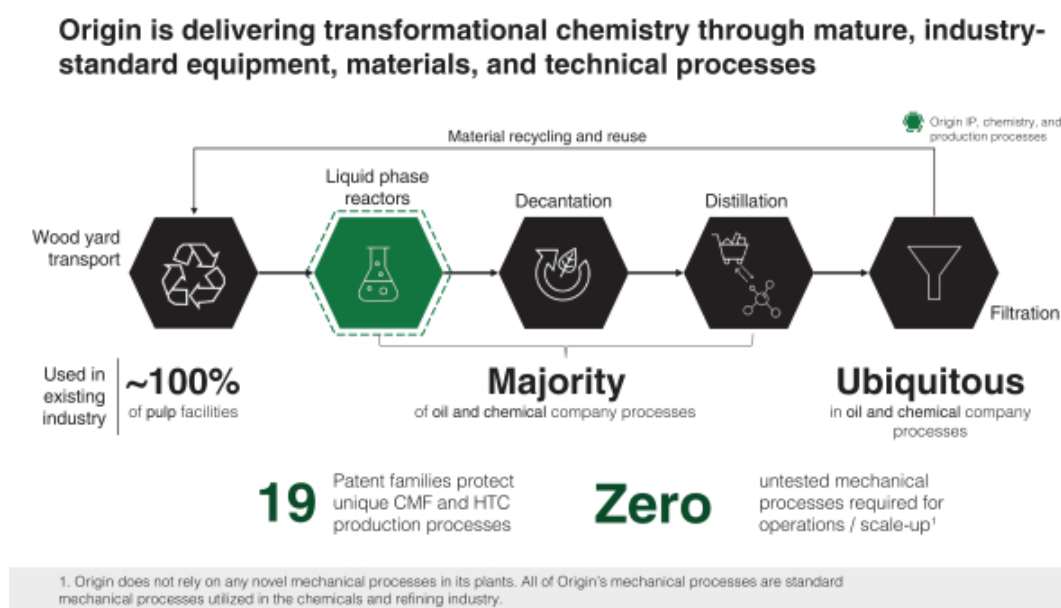 Origin is delivering transformational chemistry through mature, industry-
standard equipment, materials, and technical processes
Origin IP, chemistry, and
production processes
Material recycling and reuse
Wood yard
transport
Liquid phase
reactors
Decantation
Distillation
Filtration
Used in
existing
industry
~100%
of pulp facilities
Majority
of oil and chemical company processes
Ubiquitous
in oil and chemical company
processes
19
Patent families protect
unique CMF and HTC
production processes
Zero
untested mechanical
processes required for
operations / scale-up¹
1. Origin does not rely on any novel mechanical processes in its plants. All of Origin's mechanical processes are standard
mechanical processes utilized in the chemicals and refining industry.